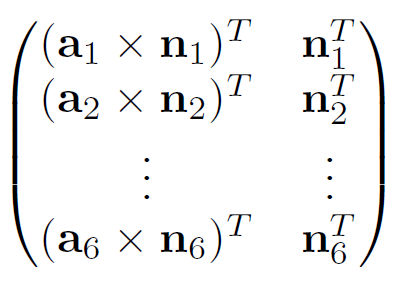 (a₁ × n₁)ᵀ n₁ᵀ
(a₂ × n₂)ᵀ n₂ᵀ
⋮ ⋮
(a₆ × n₆)ᵀ n₆ᵀ